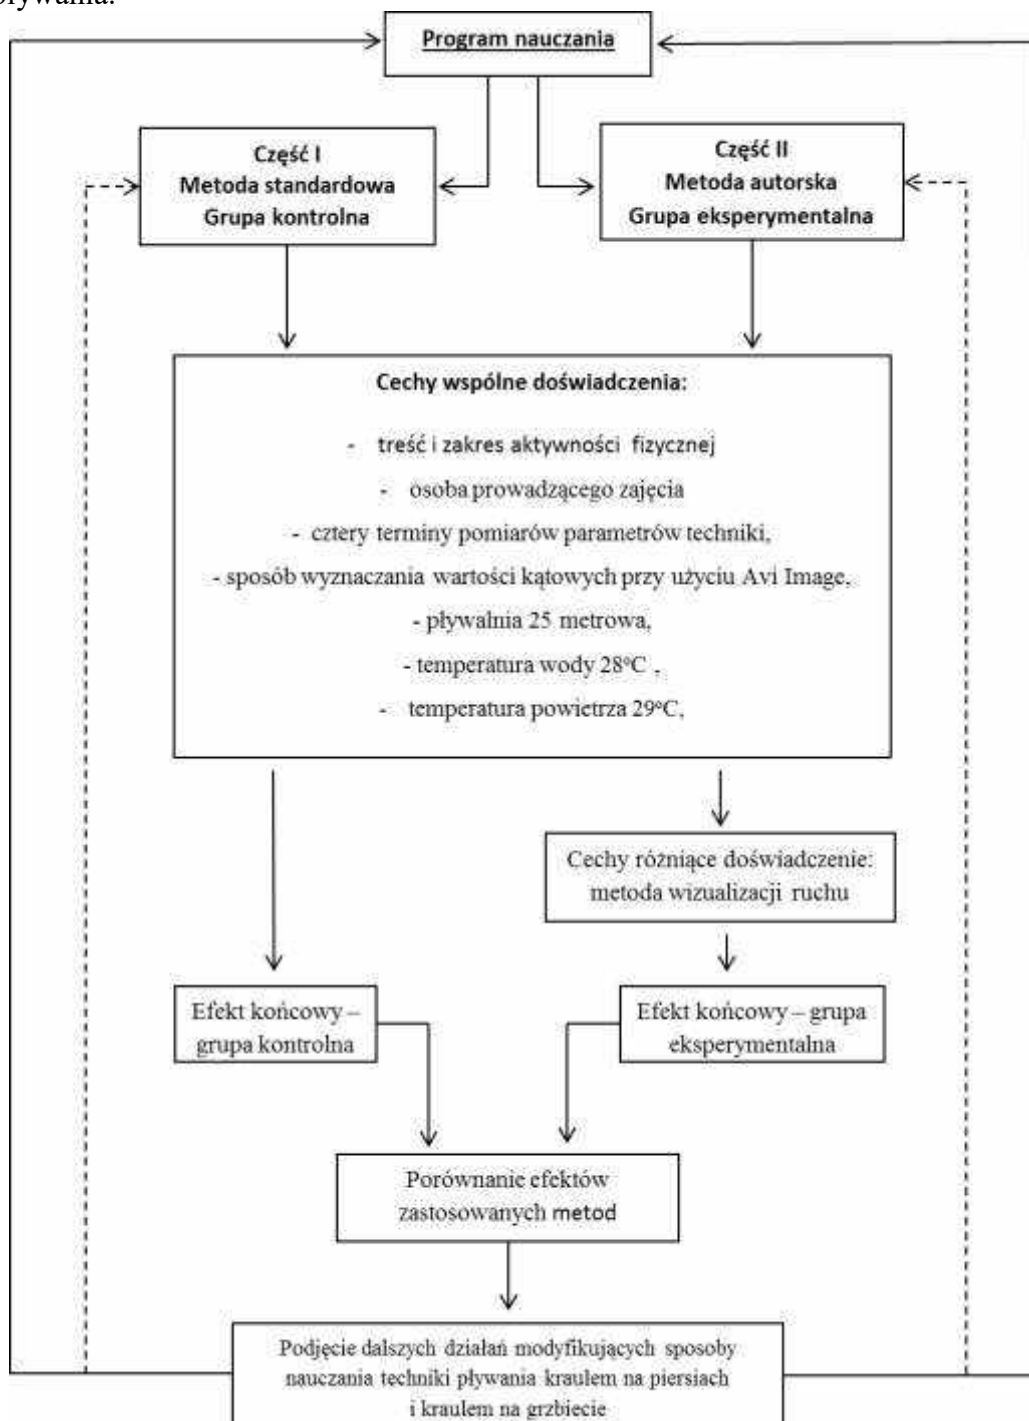 pływania.
Program nauczania
Część I
Metoda standardowa
Grupa kontrolna
Część II
Metoda autorska
Grupa eksperymentalna
Cechy wspólne doświadczenia:
- treść i zakres aktywności fizycznej
- osoba prowadzącego zajęcia
- cztery terminy pomiarów parametrów techniki,
- sposób wyznaczania wartości kątowych przy użyciu Avi Image,
- pływalnia 25 metrowa,
- temperatura wody 28°C ,
- temperatura powietrza 29°C,
Cechy różniące doświadczenie:
metoda wizualizacji ruchu
Efekt końcowy –
grupa kontrolna
Efekt końcowy – grupa
eksperymentalna
Porównanie efektów
zastosowanych metod
Podjęcie dalszych działań modyfikujących sposoby
nauczania techniki pływania kraulem na piersiach
i kraulem na grzbiecie